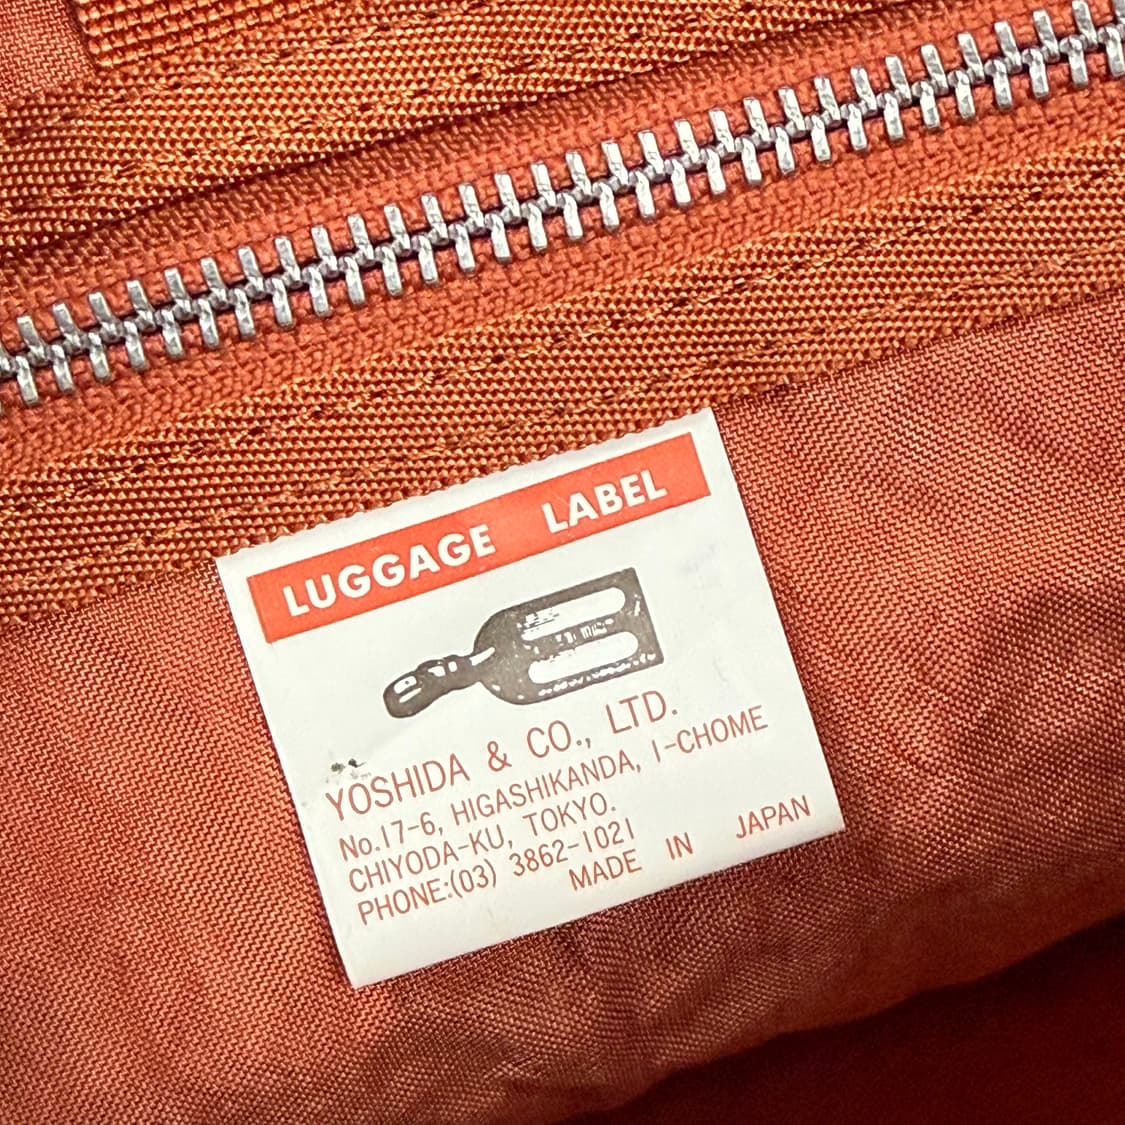 LUGGAGE LABEL
YOSHIDA & CO., LTD.
No.17-6, HIGASHIKANDA, 1-CHOME
CHIYODA-KU, TOKYO.
PHONE:(03) 3862-1021
MADE IN JAPAN